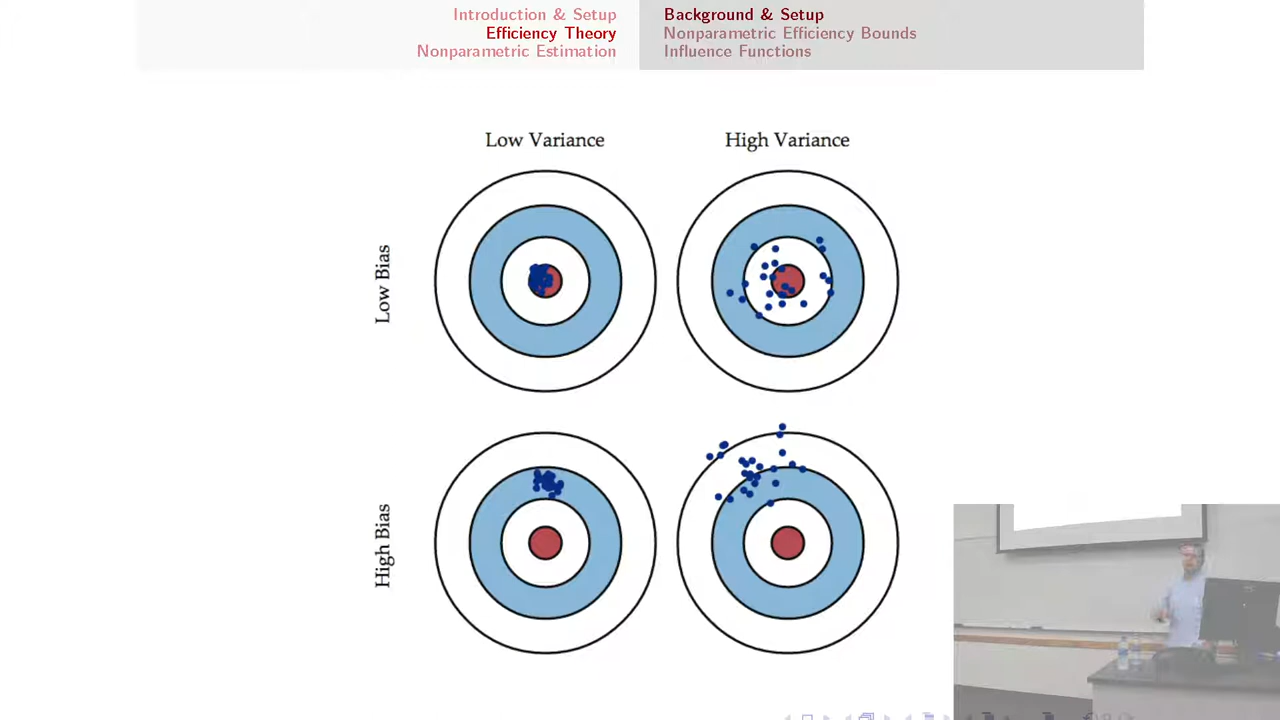 Introduction & Setup
Efficiency Theory
Nonparametric Estimation
Background & Setup
Nonparametric Efficiency Bounds
Influence Functions
Low Variance
High Variance
Low Bias
High Bias